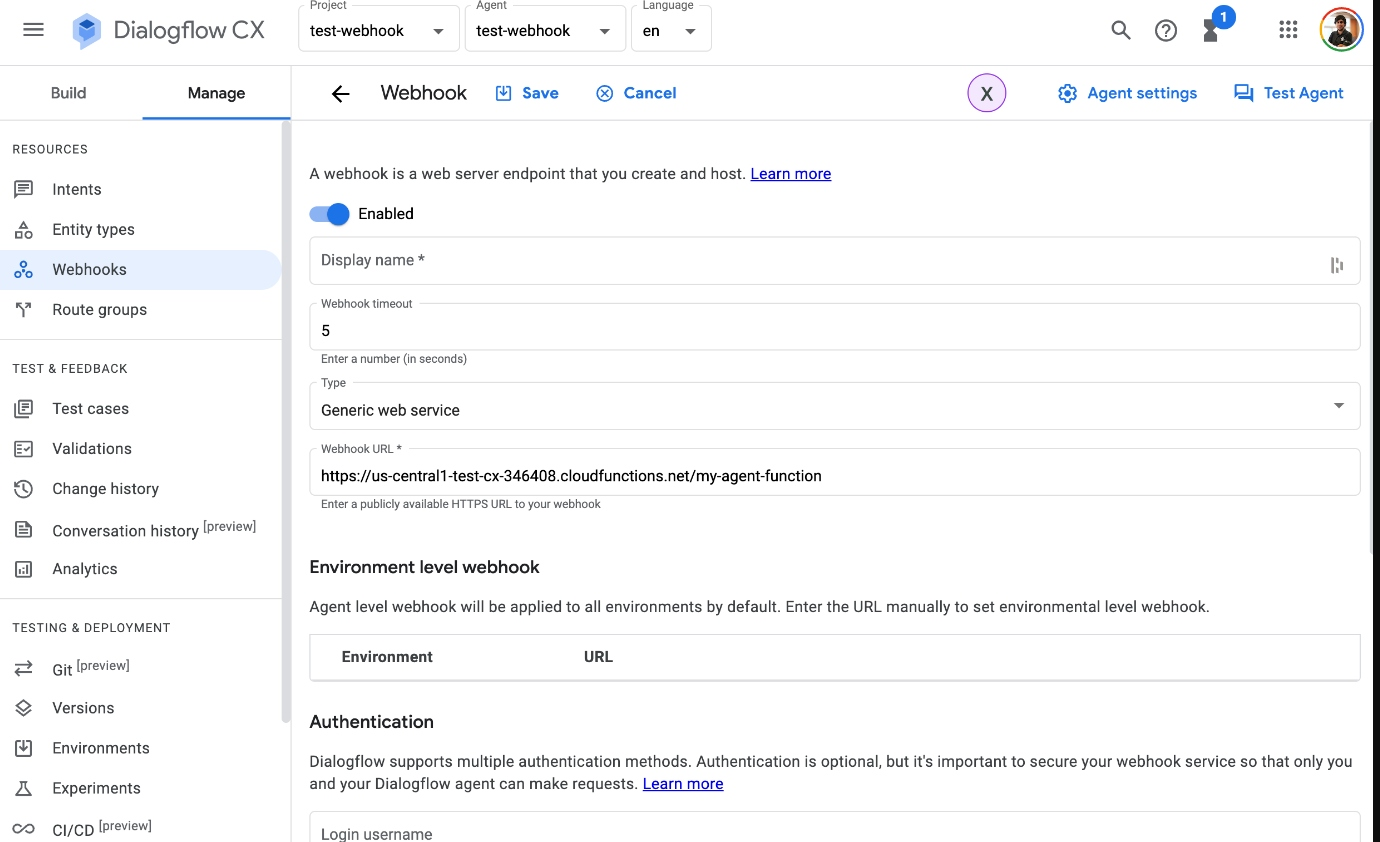 Dialogflow CX
Project
test-webhook
Agent
test-webhook
Language
en
1
Build
Manage
Webhook
Save
Cancel
X
Agent settings
Test Agent
RESOURCES
Intents
Entity types
Webhooks
Route groups
TEST & FEEDBACK
Test cases
Validations
Change history
Conversation history [preview]
Analytics
TESTING & DEPLOYMENT
Git [preview]
Versions
Environments
Experiments
CI/CD [preview]
A webhook is a web server endpoint that you create and host. Learn more
Enabled
Display name *
Webhook timeout
5
Enter a number (in seconds)
Type
Generic web service
Webhook URL *
https://us-central1-test-cx-346408.cloudfunctions.net/my-agent-function
Enter a publicly available HTTPS URL to your webhook
Environment level webhook
Agent level webhook will be applied to all environments by default. Enter the URL manually to set environmental level webhook.
Environment URL
Authentication
Dialogflow supports multiple authentication methods. Authentication is optional, but it's important to secure your webhook service so that only you
and your Dialogflow agent can make requests. Learn more
Login username